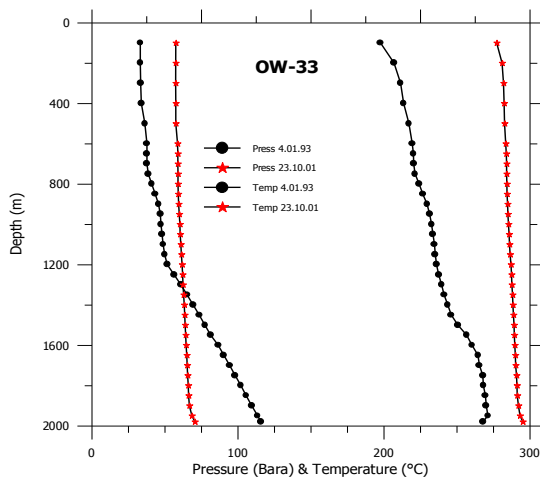 0
400
800
1200
1600
2000
Depth (m)
OW-33
Press 4.01.93
Press 23.10.01
Temp 4.01.93
Temp 23.10.01
0 100 200 300
Pressure (Bara) & Temperature (°C)